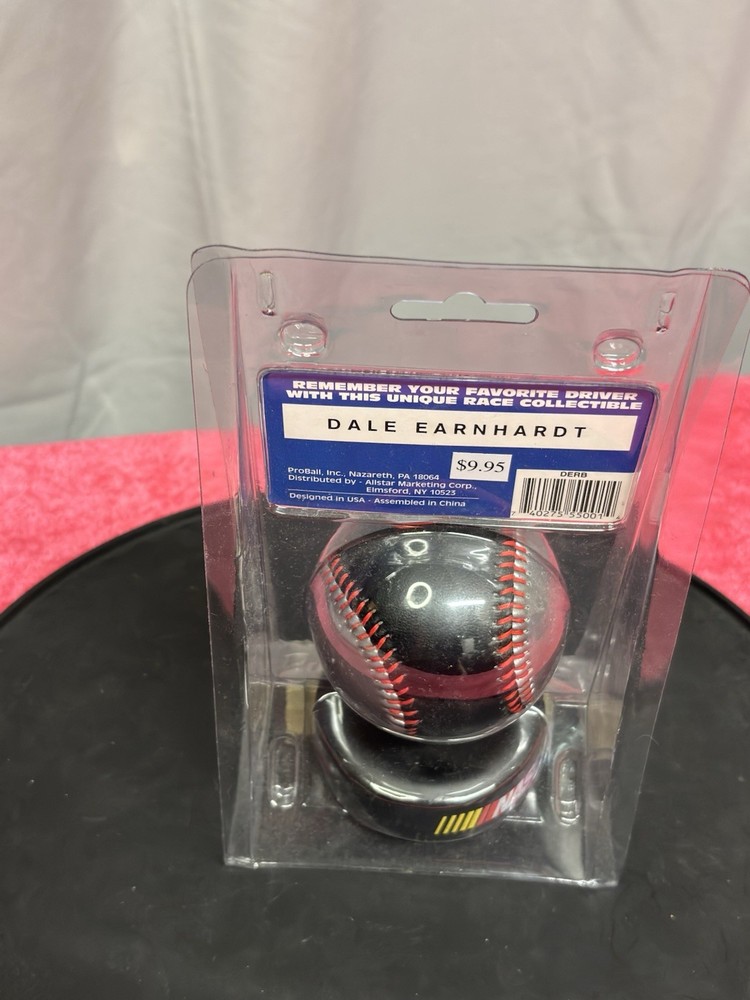 REMEMBER YOUR FAVORITE DRIVER
WITH THIS UNIQUE RACE COLLECTIBLE
DALE EARNHARDT
$9.95
ProBall, Inc., Nazareth, PA 18064
Distributed by - Allstar Marketing Corp.,
Elmsford, NY 10523
Designed in USA - Assembled in China
DERB